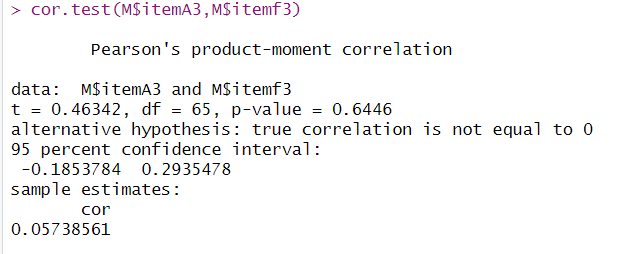 > cor.test(M$itemA3,M$itemf3)
Pearson's product-moment correlation
data:  M$itemA3 and M$itemf3
t = 0.46342, df = 65, p-value = 0.6446
alternative hypothesis: true correlation is not equal to 0
95 percent confidence interval:
-0.1853784  0.2935478
sample estimates:
cor
0.05738561